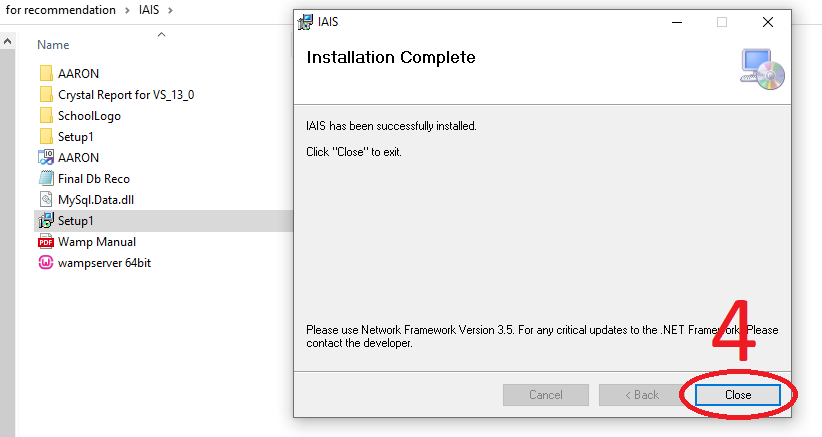 for recommendation > IAIS >
Name
AARON
Crystal Report for VS_13_0
SchoolLogo
Setup1
AARON
Final Db Reco
MySql.Data.dll
Setup1
Wamp Manual
wampserver 64bit
IAIS
Installation Complete
IAIS has been successfully installed.
Click "Close" to exit.
Please use Network Framework Version 3.5. For any critical updates to the .NET Framework. Please
contact the developer.
4
Cancel
< Back
Close